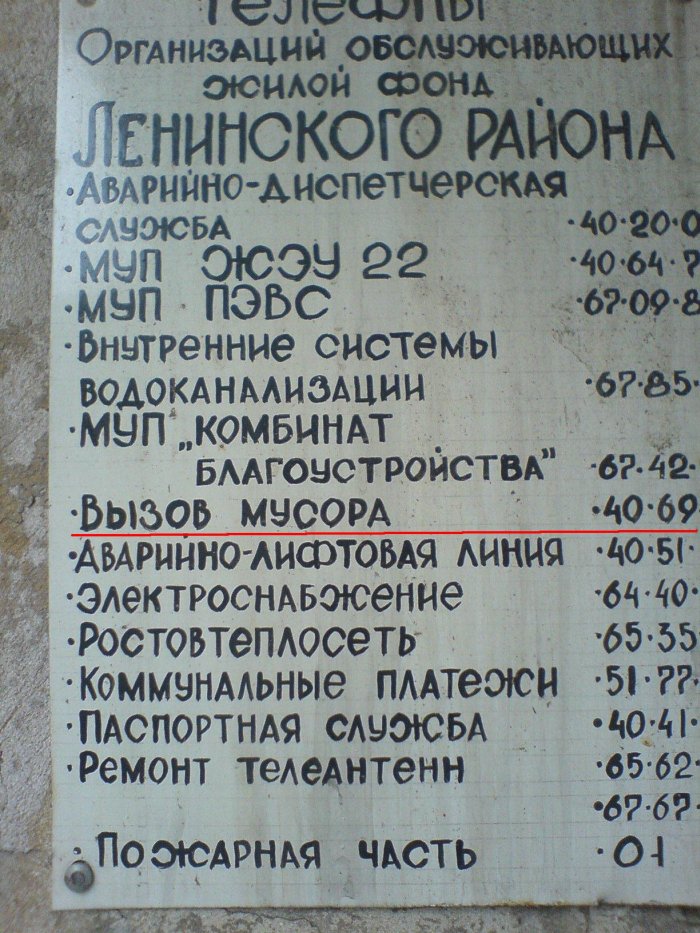 Телефоны
Организаций обслуживающих
жилой фонд
Ленинского района
·Аварийно-диспетчерская
служба ·40·20·0
·МУП ЖЭУ 22 ·40·64·7
·МУП ПЭВС ·67·09·8
·Внутренние системы
водоканализации ·67·85·
·МУП „Комбинат
благоустройства" ·67·42·
·Вызов мусора ·40·69
·Аварийно-лифтовая линия ·40·51·
·Электроснабжение ·64·40·
·Ростовтеплосеть ·65·35
·Коммунальные платежи ·51·77·
·Паспортная служба ·40·41·
·Ремонт телеантенн ·65·62·
·67·67·
·Пожарная часть ·01